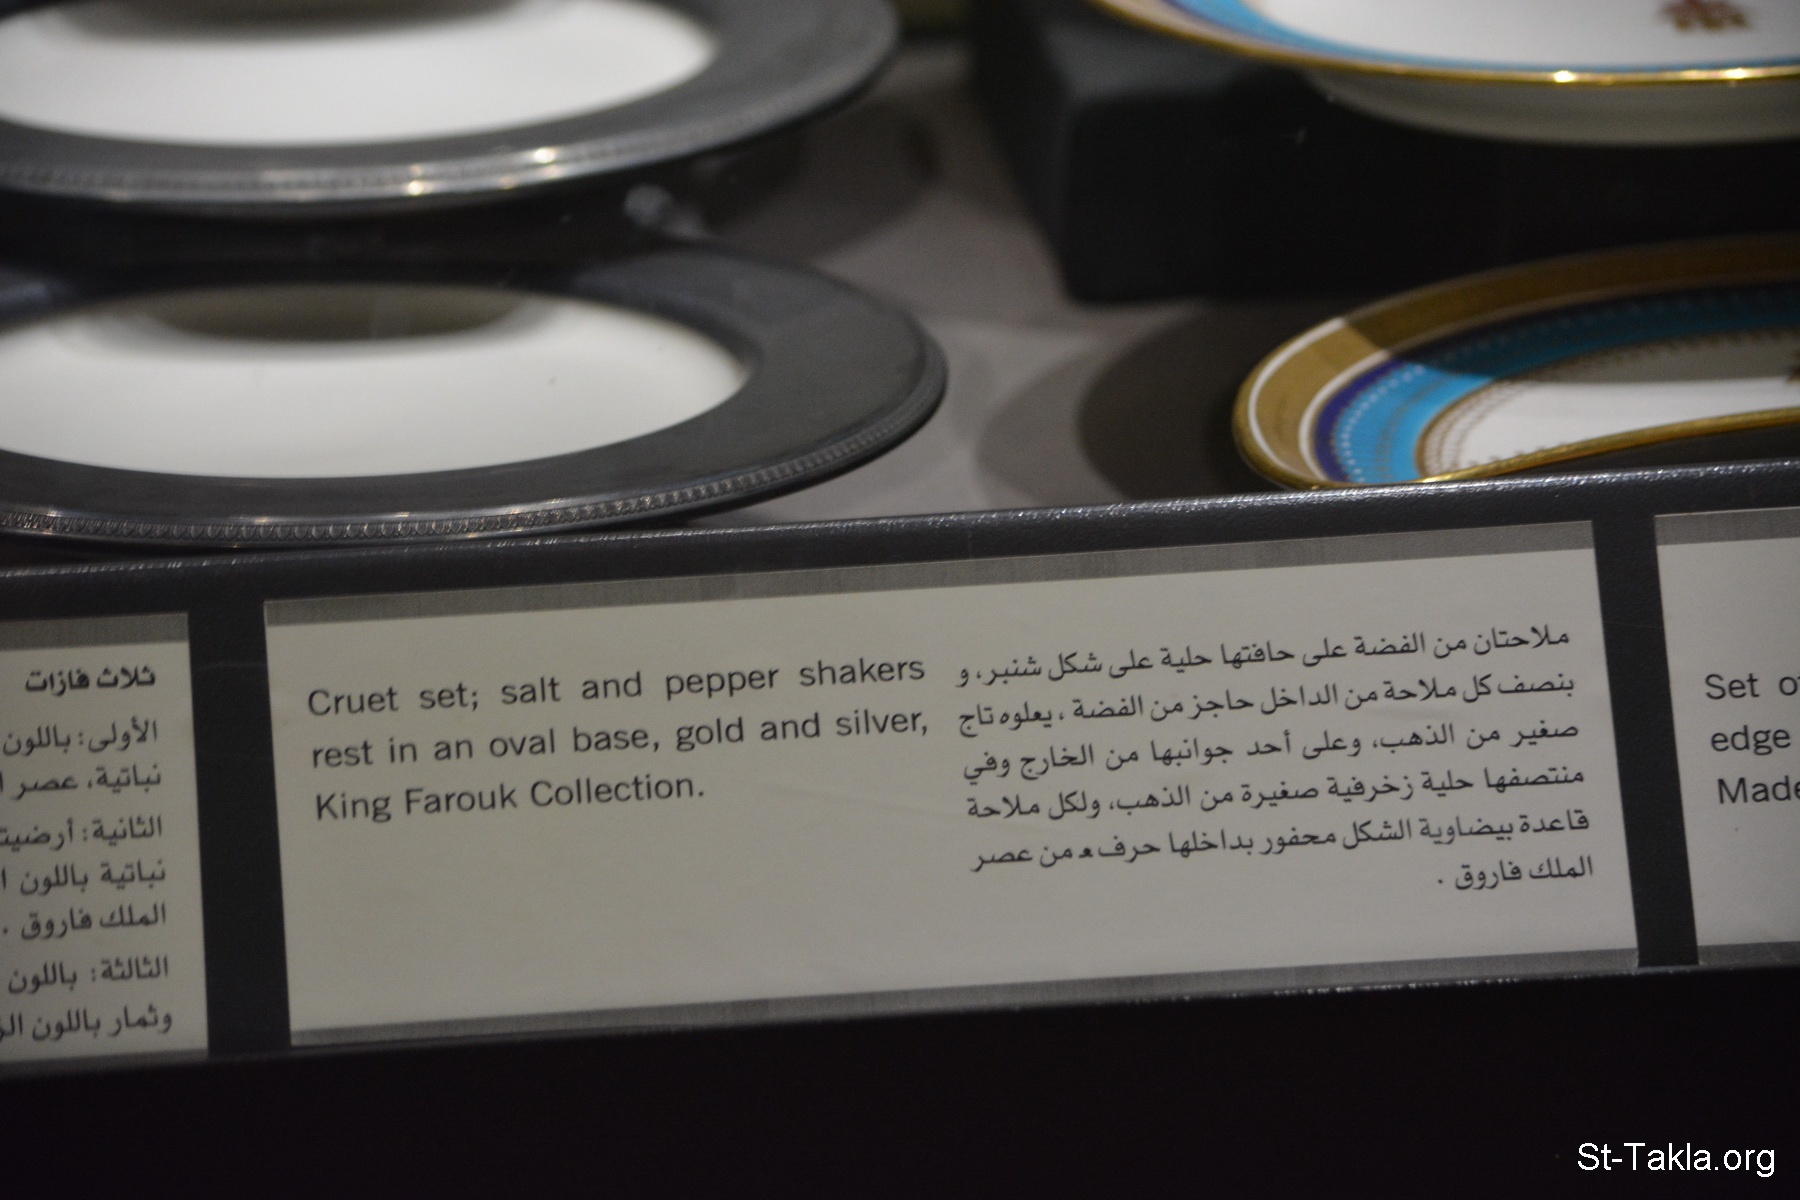 ثلاث فازات
الأولى: باللون
نباتية، عصر
الثانية: أرضيت
نباتية باللون
الملك فاروق .
الثالثة: باللون
وثمار باللون
Cruet set; salt and pepper shakers
rest in an oval base, gold and silver,
King Farouk Collection.
ملاحتان من الفضة على حافتها حلية على شكل شنبر، و
بنصف كل ملاحة من الداخل حاجز من الفضة ، يعلوه تاج
صغير من الذهب، وعلى أحد جوانبها من الخارج وفي
منتصفها حلية زخرفية صغيرة من الذهب، ولكل ملاحة
قاعدة بيضاوية الشكل محفور بداخلها حرف ه من عصر
الملك فاروق .
Set
edge
Made
St-Takla.org